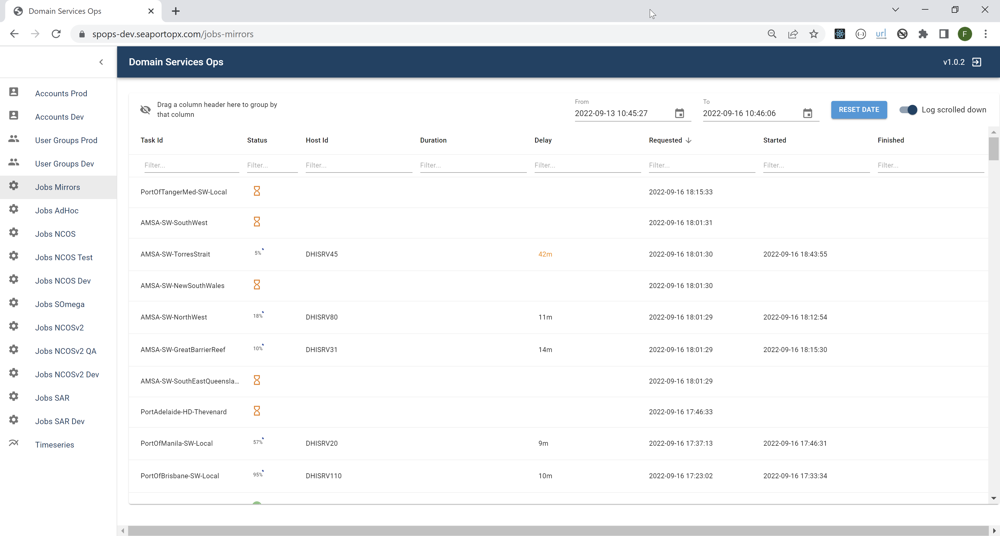 Domain Services Ops
spops-dev.seaportopx.com/jobs-mirrors
url
CSP
F
Domain Services Ops
v1.0.2
Accounts Prod
Accounts Dev
User Groups Prod
User Groups Dev
Jobs Mirrors
Jobs AdHoc
Jobs NCOS
Jobs NCOS Test
Jobs NCOS Dev
Jobs SOmega
Jobs NCOSv2
Jobs NCOSv2 QA
Jobs NCOSv2 Dev
Jobs SAR
Jobs SAR Dev
Timeseries
Drag a column header here to group by
that column
From
2022-09-13 10:45:27
To
2022-09-16 10:46:06
RESET DATE
Log scrolled down
Task Id Status Host Id Duration Delay Requested Started Finished
Filter... Filter... Filter... Filter... Filter... Filter... Filter... Filter...
PortOfTangerMed-SW-Local 2022-09-16 18:15:33
AMSA-SW-SouthWest 2022-09-16 18:01:31
AMSA-SW-TorresStrait 5% DHISRV45 42m 2022-09-16 18:01:30 2022-09-16 18:43:55
AMSA-SW-NewSouthWales 2022-09-16 18:01:30
AMSA-SW-NorthWest 18% DHISRV80 11m 2022-09-16 18:01:29 2022-09-16 18:12:54
AMSA-SW-GreatBarrierReef 10% DHISRV31 14m 2022-09-16 18:01:29 2022-09-16 18:15:30
AMSA-SW-SouthEastQueensla... 2022-09-16 18:01:29
PortAdelaide-HD-Thevenard 2022-09-16 17:46:33
PortOfManila-SW-Local 57% DHISRV20 9m 2022-09-16 17:37:13 2022-09-16 17:46:31
PortOfBrisbane-SW-Local 95% DHISRV110 10m 2022-09-16 17:23:02 2022-09-16 17:33:34